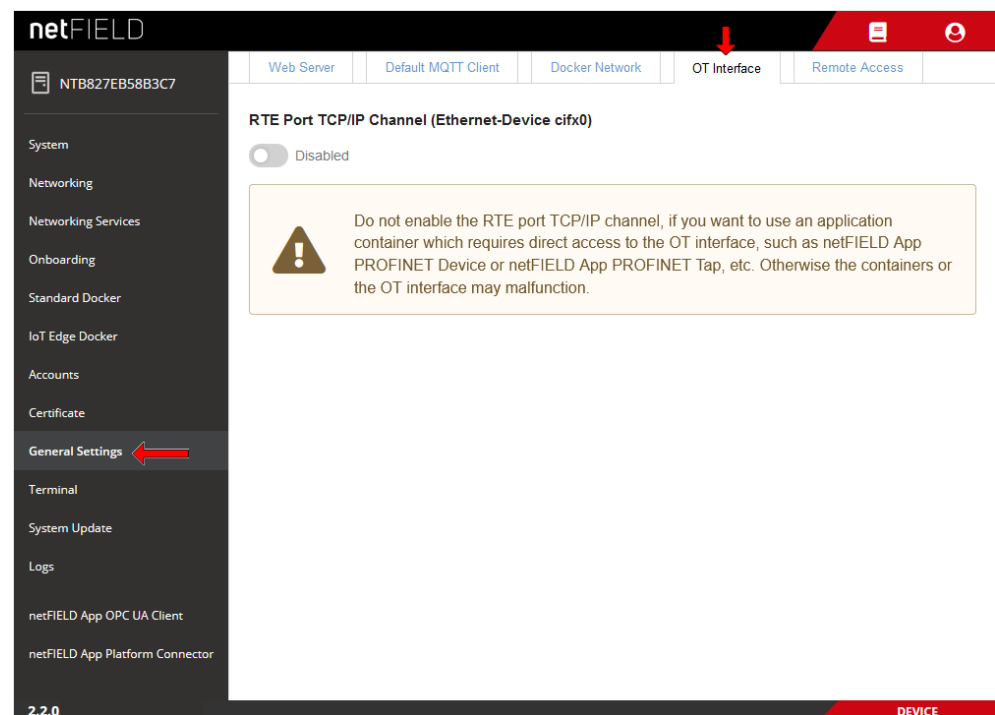 netFIELD
NTB827EB58B3C7
System
Networking
Networking Services
Onboarding
Standard Docker
IoT Edge Docker
Accounts
Certificate
General Settings
Terminal
System Update
Logs
netFIELD App OPC UA Client
netFIELD App Platform Connector
2.2.0
Web Server
Default MQTT Client
Docker Network
OT Interface
Remote Access
RTE Port TCP/IP Channel (Ethernet-Device cifx0)
Disabled
Do not enable the RTE port TCP/IP channel, if you want to use an application
container which requires direct access to the OT interface, such as netFIELD App
PROFINET Device or netFIELD App PROFINET Tap, etc. Otherwise the containers or
the OT interface may malfunction.
DEVICE